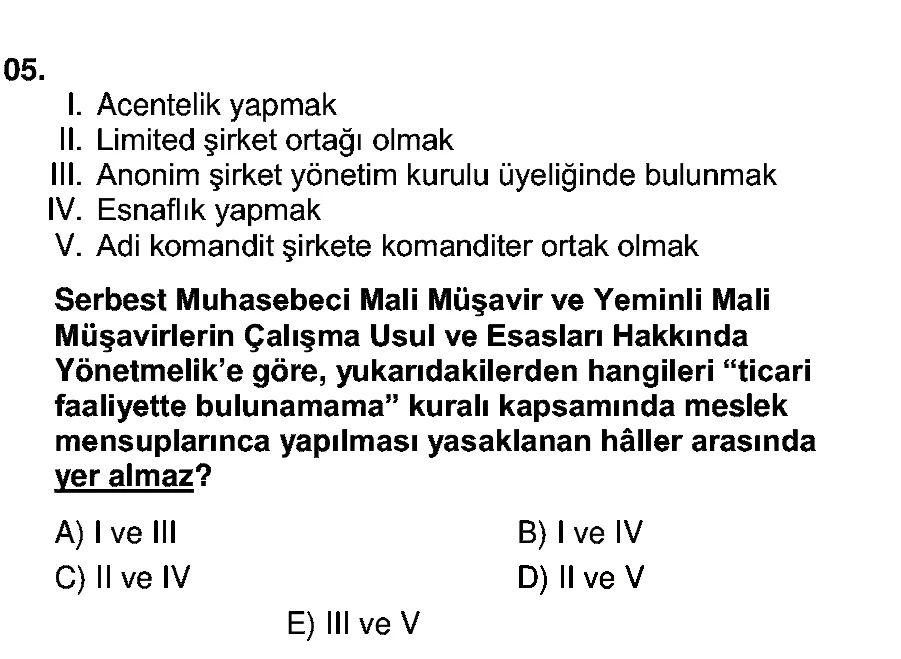 05.
I. Acentelik yapmak
II. Limited şirket ortağı olmak
III. Anonim şirket yönetim kurulu üyeliğinde bulunmak
IV. Esnaflık yapmak
V. Adi komandit şirkete komanditer ortak olmak
Serbest Muhasebeci Mali Müşavir ve Yeminli Mali
Müşavirlerin Çalışma Usul ve Esasları Hakkında
Yönetmelik’e göre, yukarıdakilerden hangileri “ticari
faaliyette bulunamama” kuralı kapsamında meslek
mensuplarınca yapılması yasaklanan hâller arasında
yer almaz?
A) I ve III
B) I ve IV
C) II ve IV
D) II ve V
E) III ve V